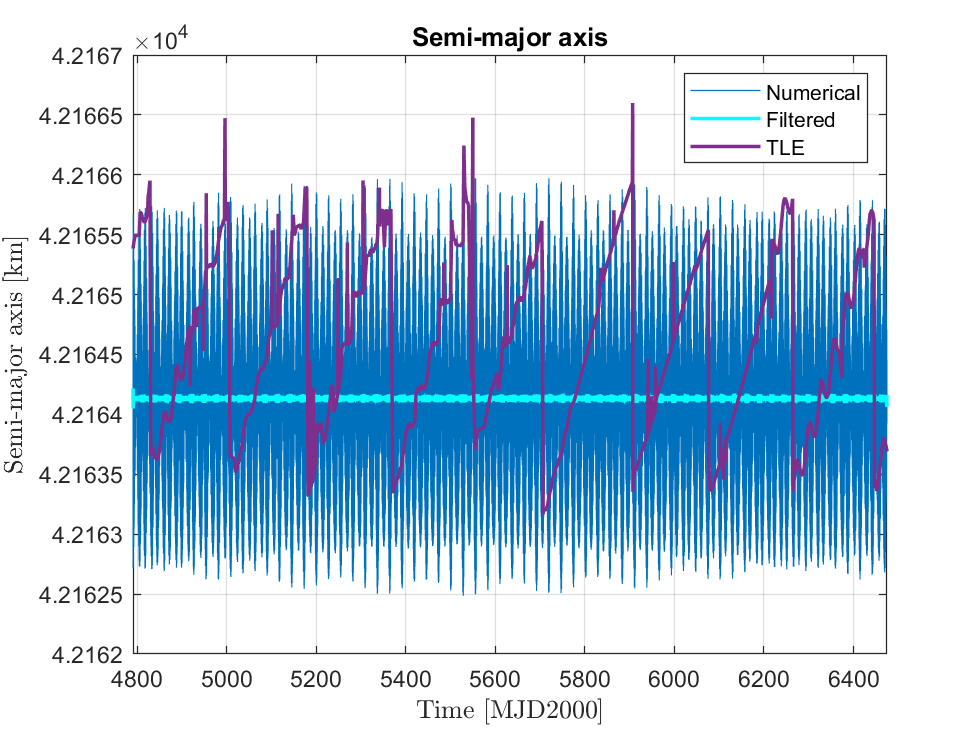 Semi-major axis
×10⁴
4.2167
4.21665
4.2166
4.21655
4.2165
4.21645
4.2164
4.21635
4.2163
4.21625
4.2162
Semi-major axis [km]
Numerical
Filtered
TLE
4800 5000 5200 5400 5600 5800 6000 6200 6400
Time [MJD2000]